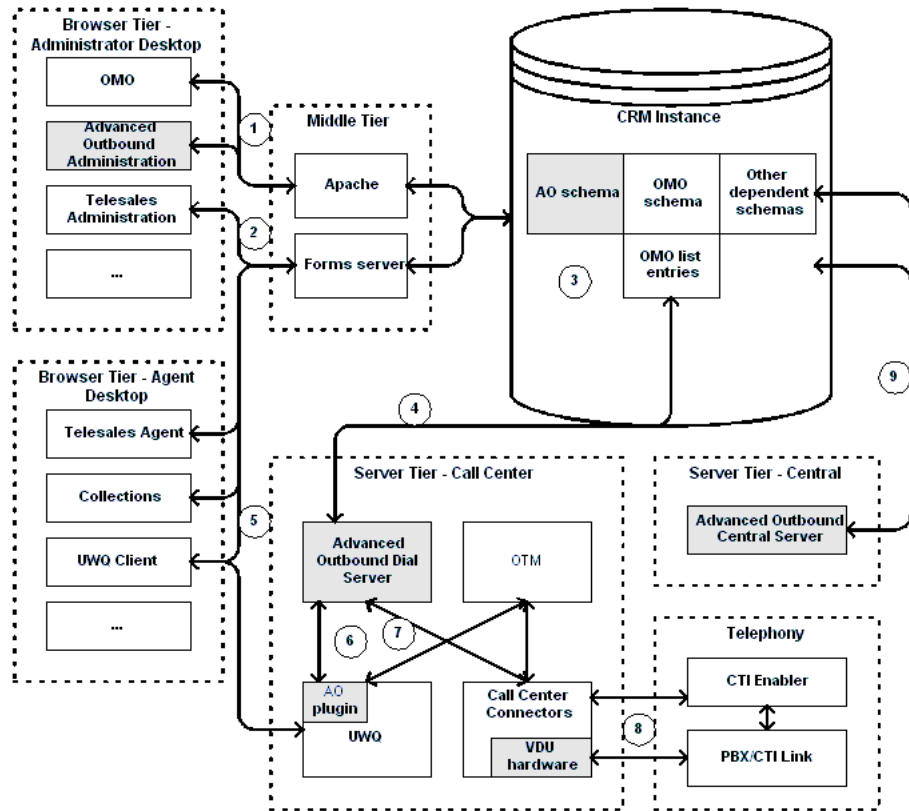 Browser Tier -
Administrator Desktop
OMO
Advanced
Outbound
Administration
Telesales
Administration
...
1
2
Middle Tier
Apache
Forms server
CRM Instance
AO schema
OMO
schema
Other
dependent
schemas
OMO list
entries
3
9
Browser Tier - Agent
Desktop
Telesales Agent
Collections
UWQ Client
...
4
5
Server Tier - Call Center
Advanced
Outbound Dial
Server
OTM
6
7
AO
plugin
UWQ
Call Center
Connectors
VDU
hardware
8
Server Tier - Central
Advanced Outbound
Central Server
Telephony
CTI Enabler
PBX/CTI Link